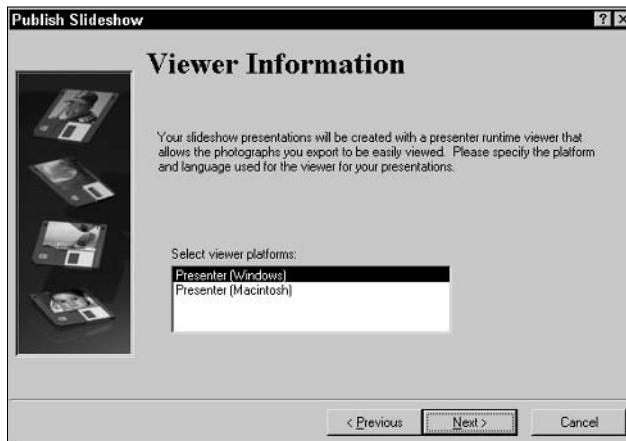 Publish Slideshow
Viewer Information
Your slideshow presentations will be created with a presenter runtime viewer that
allows the photographs you export to be easily viewed. Please specify the platform
and language used for the viewer for your presentations.
Select viewer platforms:
Presenter (Windows)
Presenter (Macintosh)
< Previous Next > Cancel